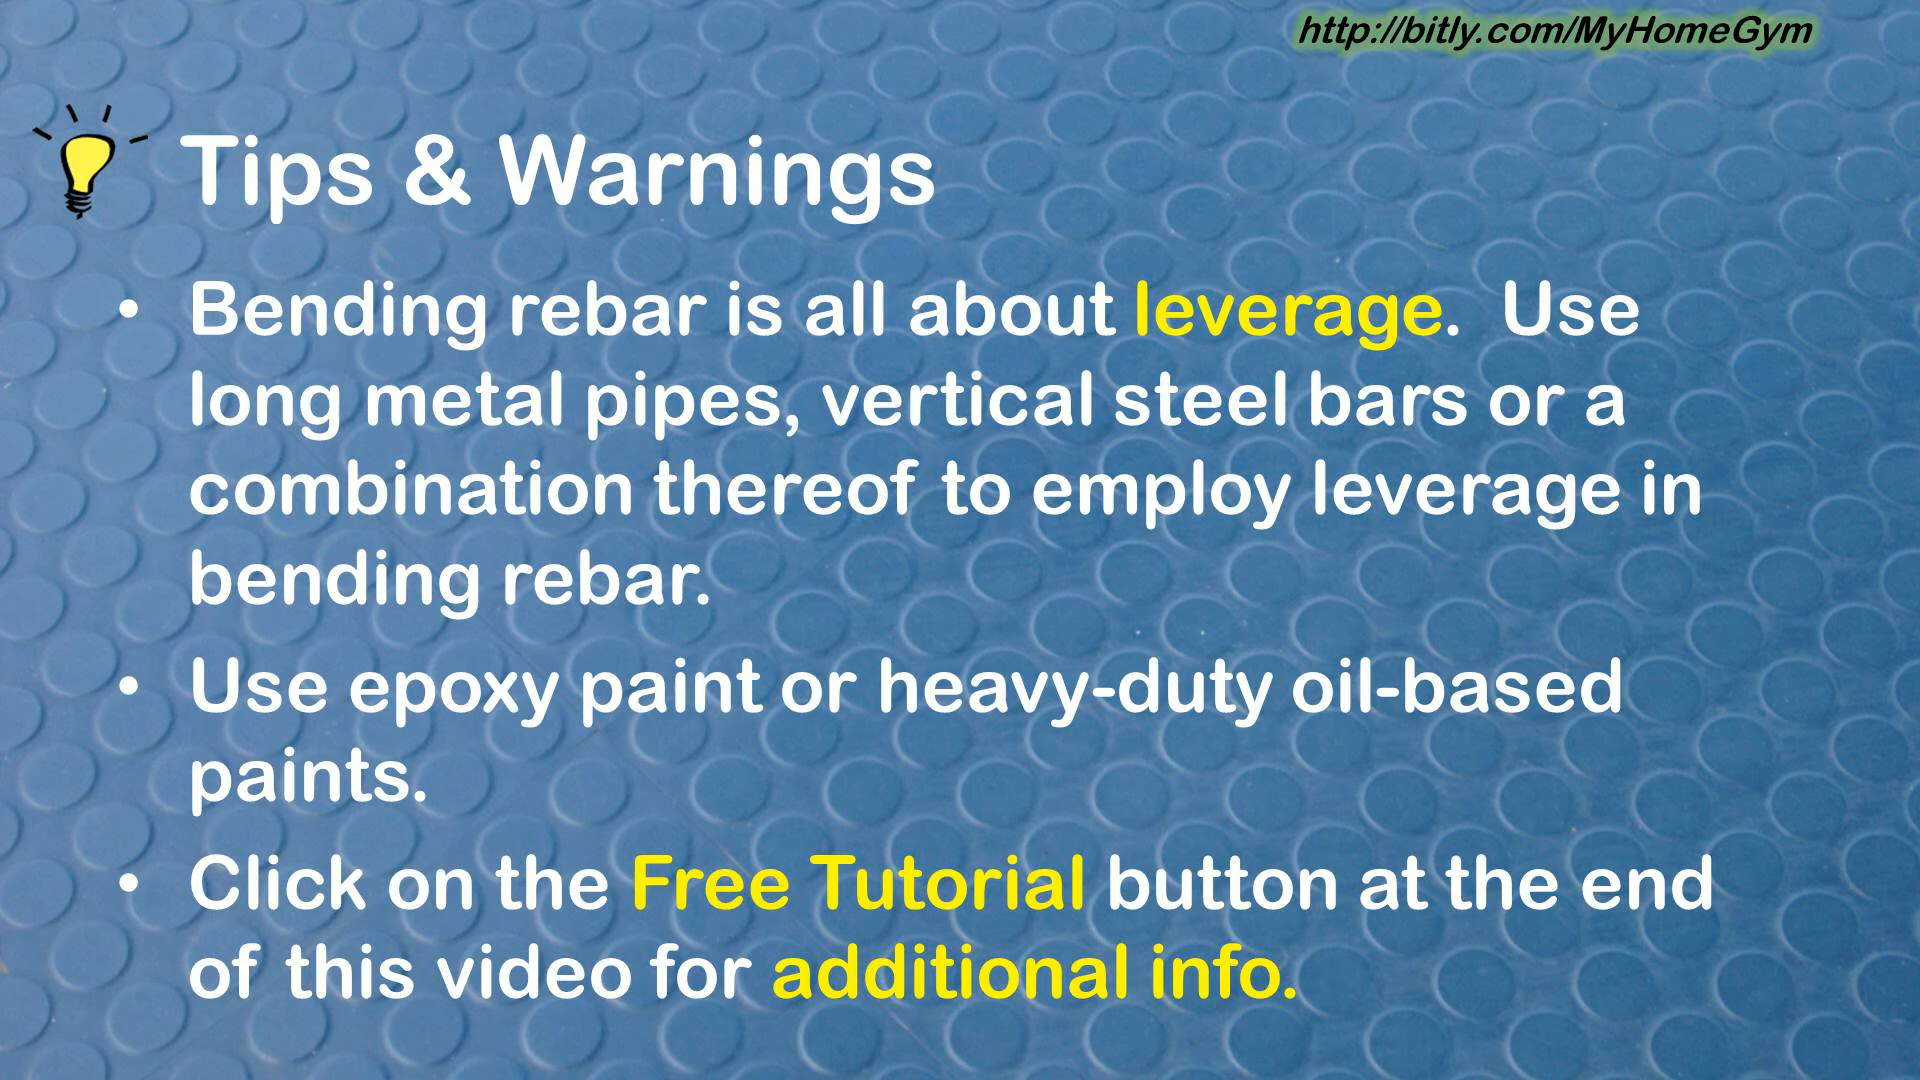 http://bitly.com/MyHomeGym
Tips & Warnings
• Bending rebar is all about leverage.  Use
long metal pipes, vertical steel bars or a
combination thereof to employ leverage in
bending rebar.
• Use epoxy paint or heavy-duty oil-based
paints.
• Click on the Free Tutorial button at the end
of this video for additional info.